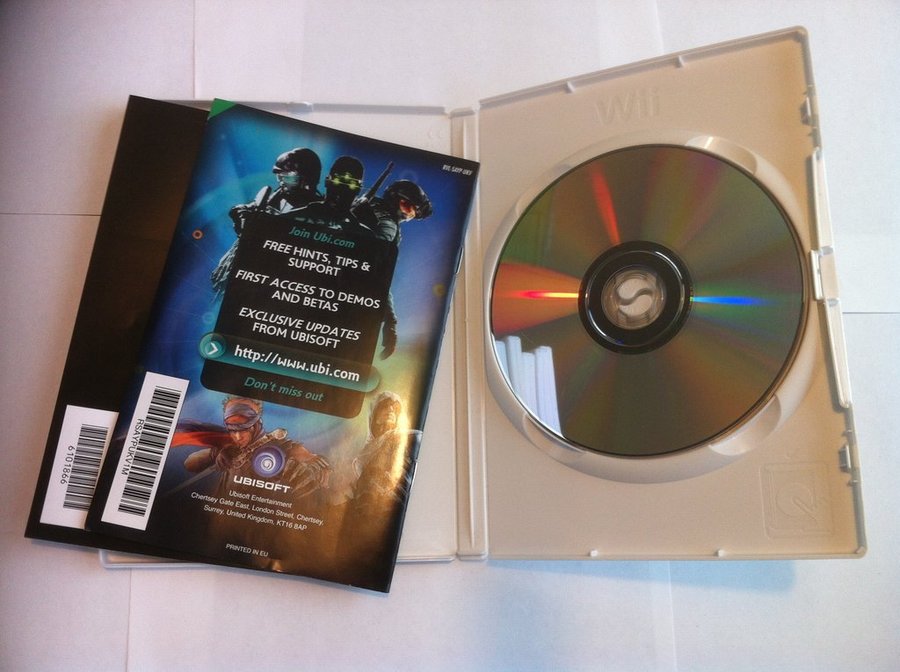 Wii
Join Ubi.com
FREE HINTS, TIPS &
SUPPORT
FIRST ACCESS TO DEMOS
AND BETAS
EXCLUSIVE UPDATES
FROM UBISOFT
http://www.ubi.com
Don't miss out
RSAYPUKV1M
6101866
UBISOFT
Ubisoft Entertainment
Chertsey Gate East, London Street, Chertsey,
Surrey, United Kingdom, KT16 8AP
PRINTED IN EU